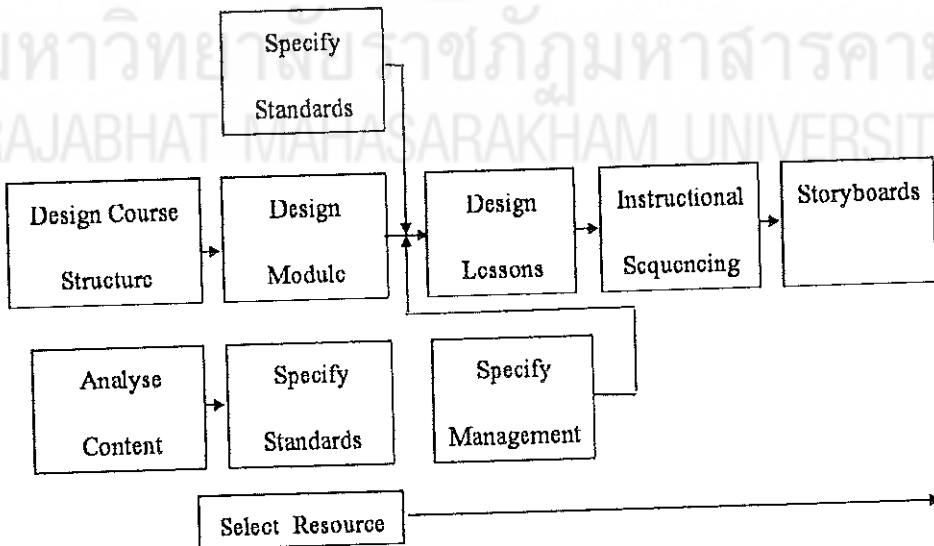 Specify
Standards
มหาวิทยาลัยราชภัฏมหาสารคาม
RAJABHAT MAHASARAKHAM UNIVERSIT
Design Course
Structure
Design
Module
Design
Lessons
Instructional
Sequencing
Storyboards
Analyse
Content
Specify
Standards
Specify
Management
Select Resource